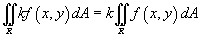 ∬_R kf(x, y) dA = k∬_R f(x, y) dA